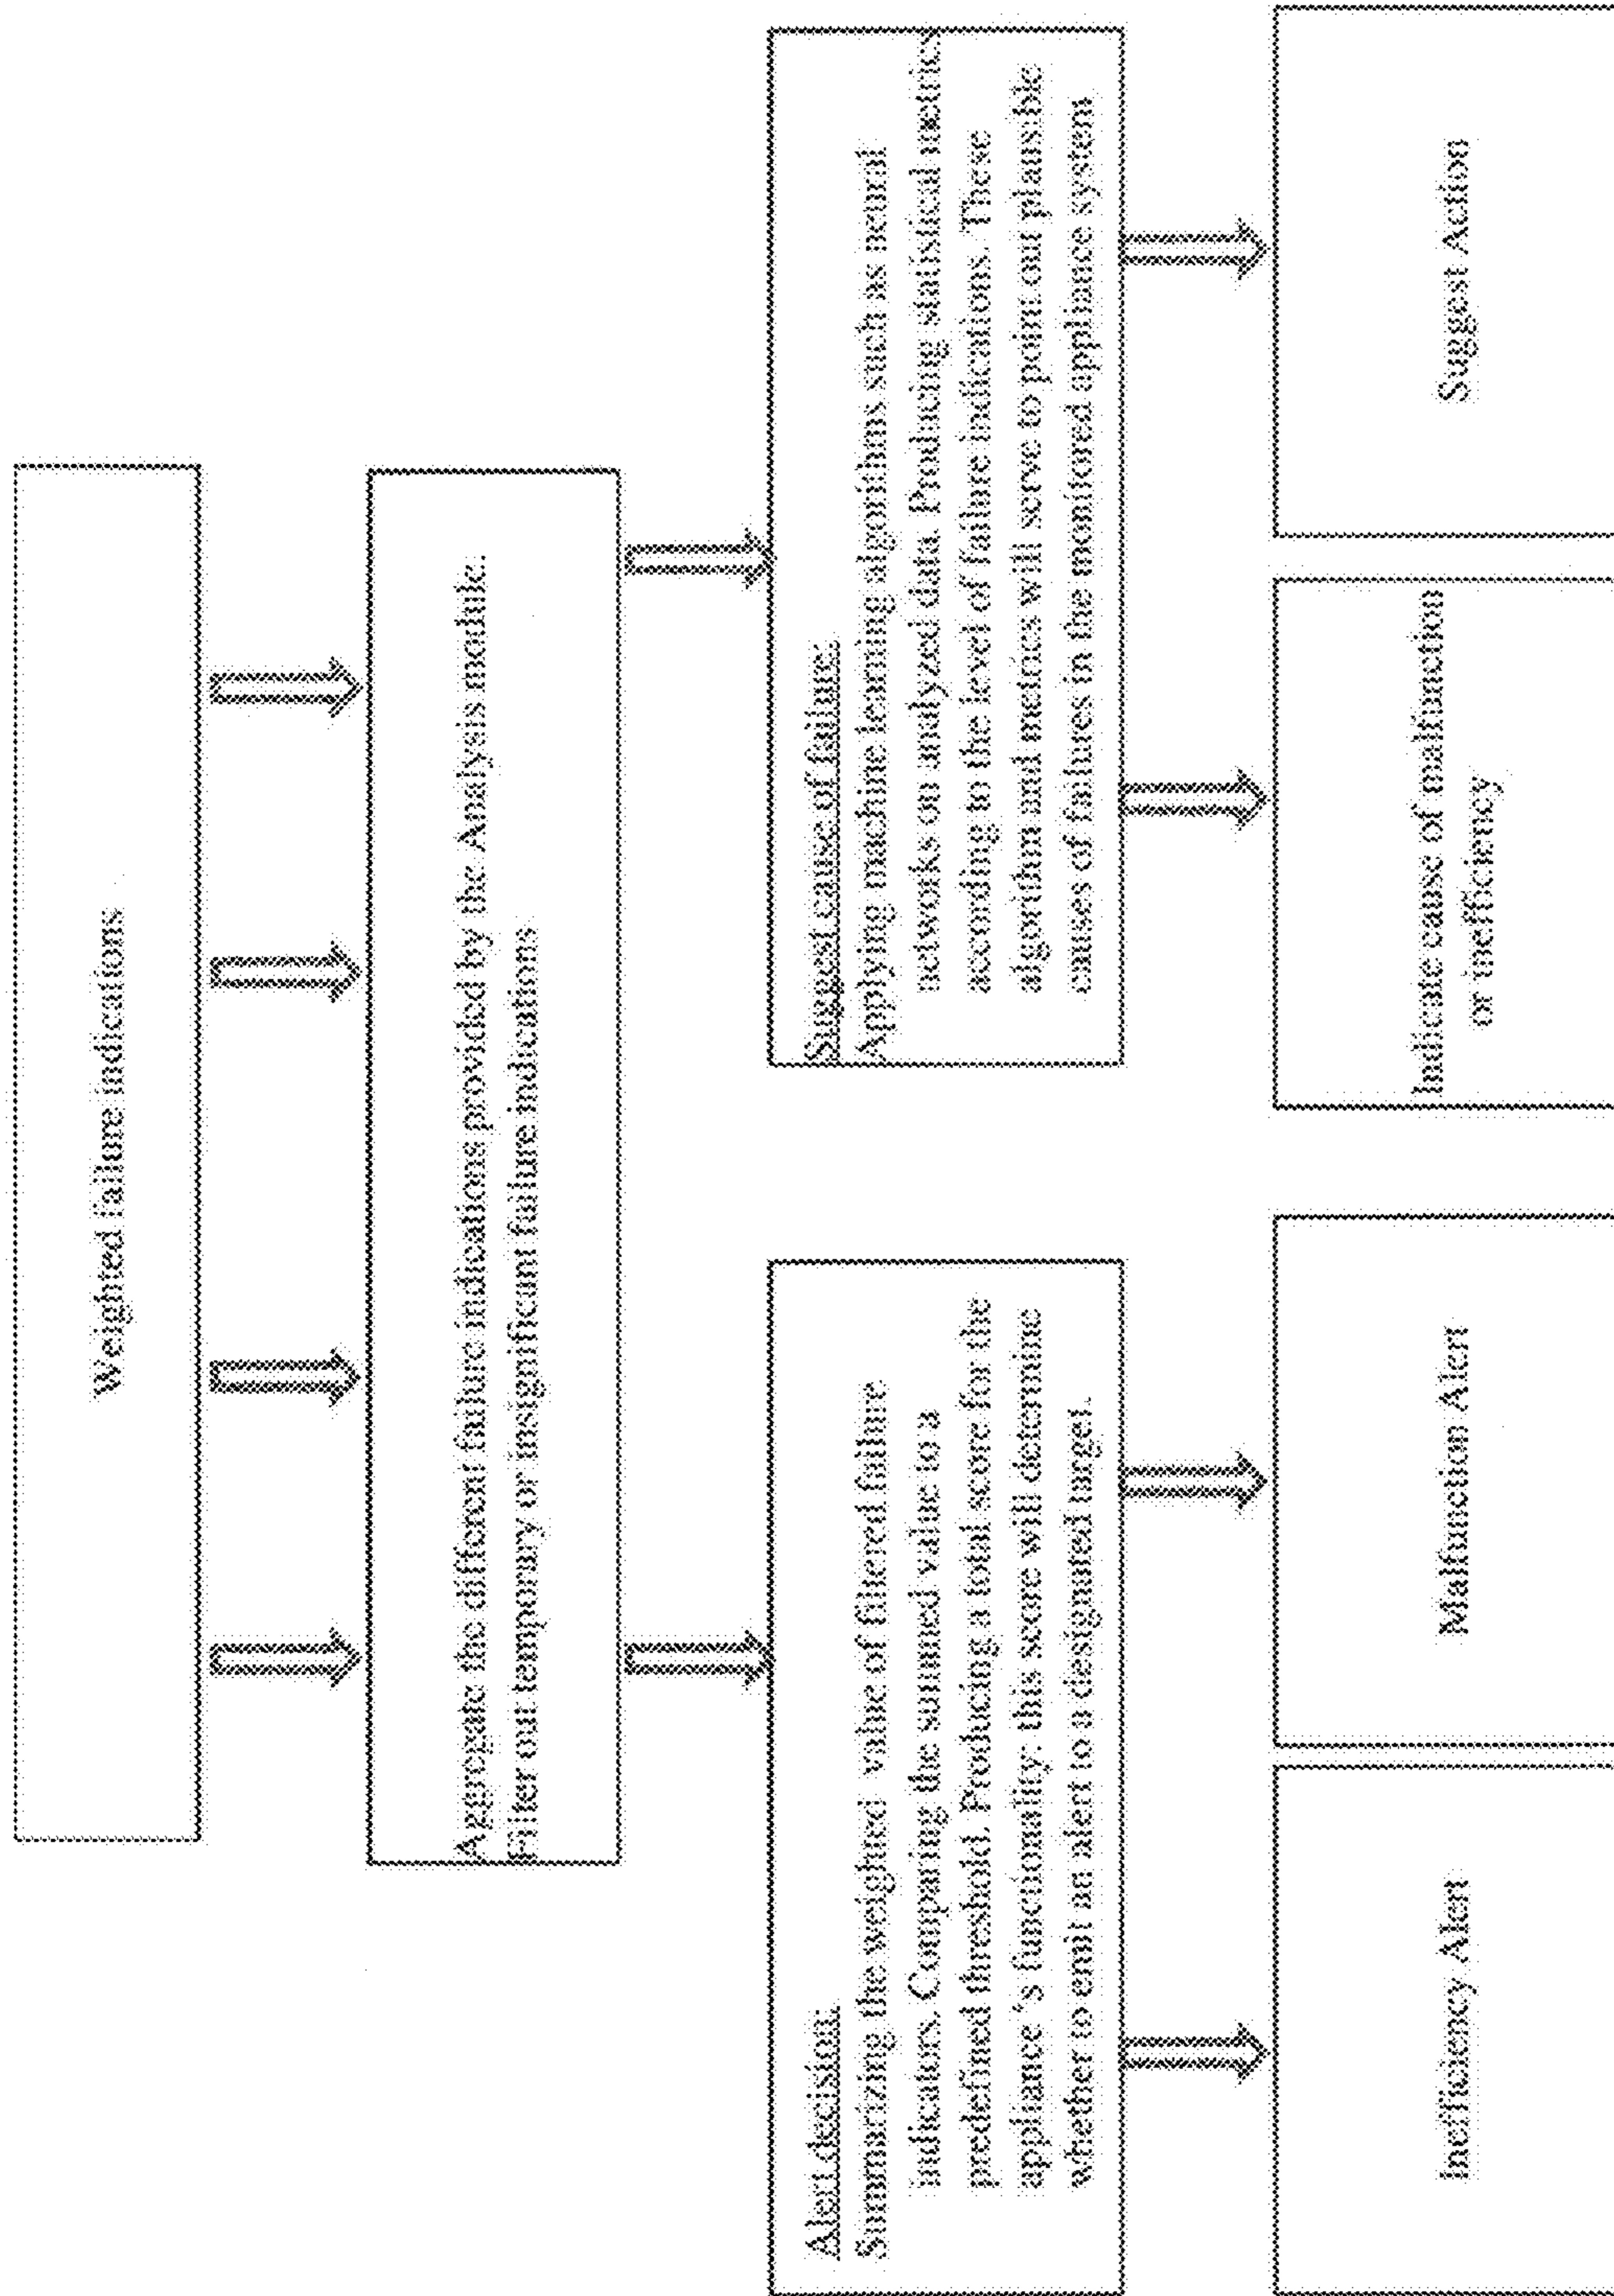 Weighted failure indications
Aggregate the different failure indications provided by the Analysis module.
Filter out temporary or insignificant failure indications
Alert decision:
Summarizing the weighted value of filtered failure
indicators. Comparing the summed value to a
predefined threshold. Producing a total score for the
appliance's functionality: this score will determine
whether to emit an alert to a designated target.
Suggest cause of failure:
Applying machine learning algorithms such as neural
networks on analyzed data. Producing statistical metrics
according to the level of failure indications. These
algorithm and metrics will serve to point out plausible
causes of failures in the monitored appliance system
Inefficiency Alert
Malfunction Alert
Indicate cause of malfunction
or inefficiency
Suggest Action